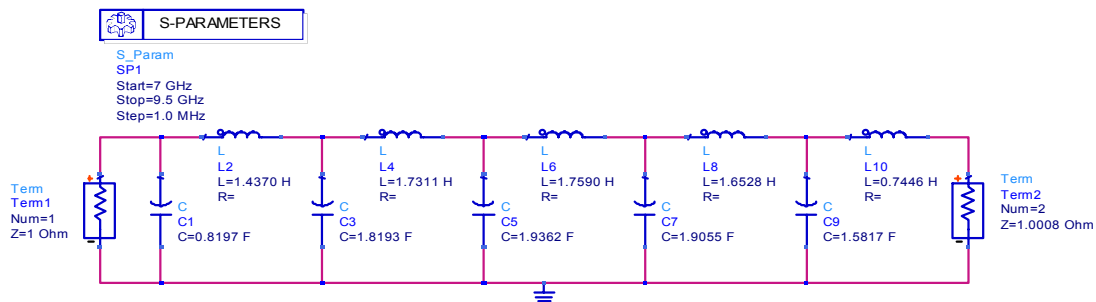 S-PARAMETERS
S_Param
SP1
Start=7 GHz
Stop=9.5 GHz
Step=1.0 MHz
Term
Term1
Num=1
Z=1 Ohm
C
C1
C=0.8197 F
L
L2
L=1.4370 H
R=
C
C3
C=1.8193 F
L
L4
L=1.7311 H
R=
C
C5
C=1.9362 F
L
L6
L=1.7590 H
R=
C
C7
C=1.9055 F
L
L8
L=1.6528 H
R=
C
C9
C=1.5817 F
L
L10
L=0.7446 H
R=
Term
Term2
Num=2
Z=1.0008 Ohm